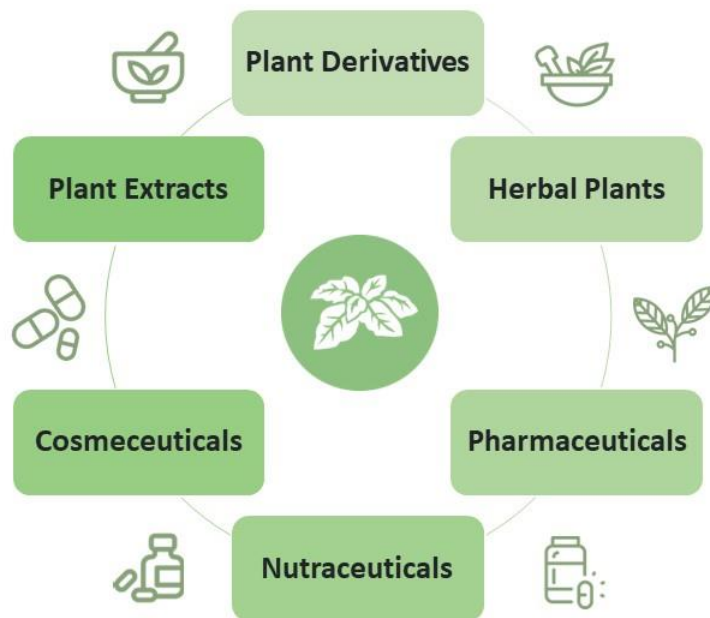 Plant Derivatives
Plant Extracts
Herbal Plants
Cosmeceuticals
Pharmaceuticals
Nutraceuticals